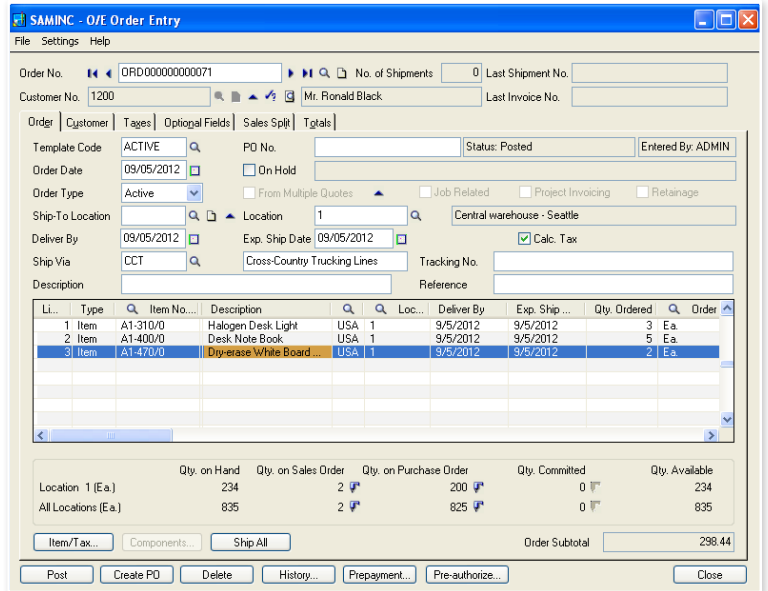 SAMINC - O/E Order Entry
File Settings Help
Order No. ORD000000000071 No. of Shipments 0 Last Shipment No.
Customer No. 1200 Mr. Ronald Black Last Invoice No.
Order Customer Taxes Optional Fields Sales Split Totals
Template Code ACTIVE PO No. Status: Posted Entered By: ADMIN
Order Date 09/05/2012 On Hold
Order Type Active From Multiple Quotes Job Related Project Invoicing Retainage
Ship-To Location Location 1 Central warehouse - Seattle
Deliver By 09/05/2012 Exp. Ship Date 09/05/2012 Calc. Tax
Ship Via CCT Cross-Country Trucking Lines Tracking No.
Description Reference
Li... Type Item No.... Description Loc... Deliver By Exp. Ship ... Qty. Ordered Order
1 Item A1-310/0 Halogen Desk Light USA 1 9/5/2012 9/5/2012 3 Ea.
2 Item A1-400/0 Desk Note Book USA 1 9/5/2012 9/5/2012 5 Ea.
3 Item A1-470/0 Dry-erase White Board ... USA 1 9/5/2012 9/5/2012 2 Ea.
Qty. on Hand Qty. on Sales Order Qty. on Purchase Order Qty. Committed Qty. Available
Location 1 (Ea.) 234 2 200 0 234
All Locations (Ea.) 835 2 825 0 835
Item/Tax... Components... Ship All Order Subtotal 298.44
Post Create PO Delete History... Prepayment... Pre-authorize... Close